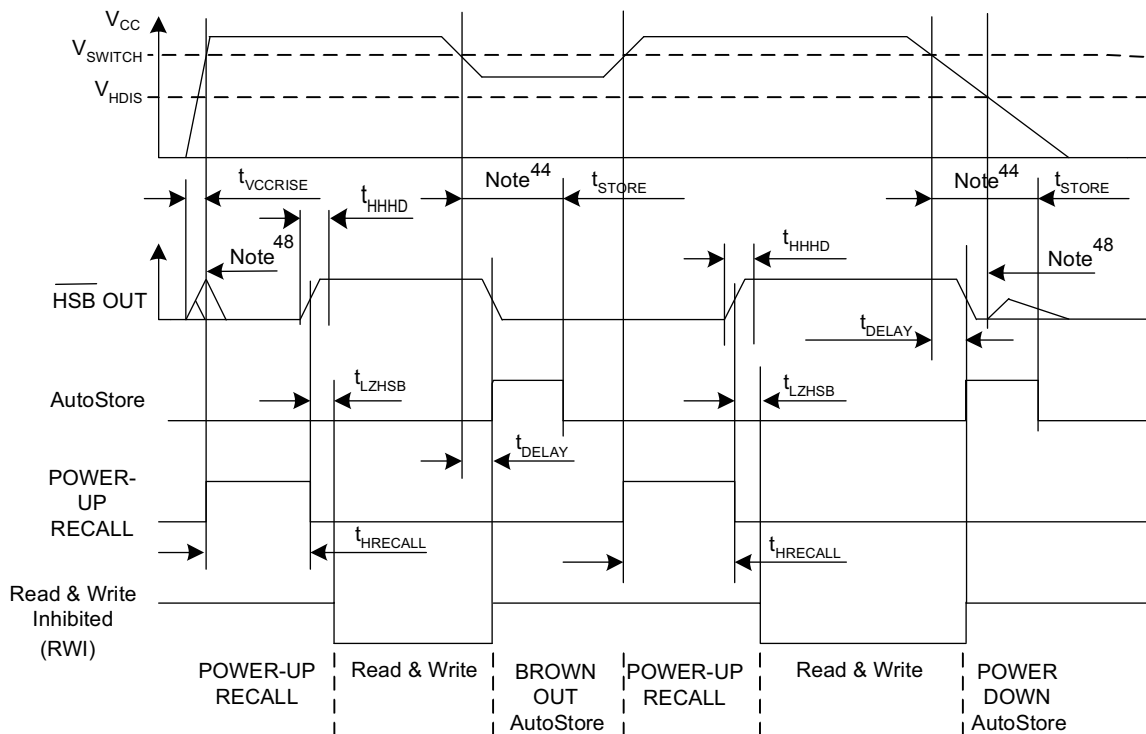 VCC
VSWITCH
VHDIS
tVCCRISE
tHHHD
Note44
tSTORE
Note44
tSTORE
Note48
tHHHD
Note48
HSB OUT
tDELAY
tLZHSB
tLZHSB
AutoStore
tDELAY
POWER-
UP
RECALL
tHRECALL
tHRECALL
Read & Write
Inhibited
(RWI)
POWER-UP
RECALL
Read & Write
BROWN
OUT
AutoStore
POWER-UP
RECALL
Read & Write
POWER
DOWN
AutoStore